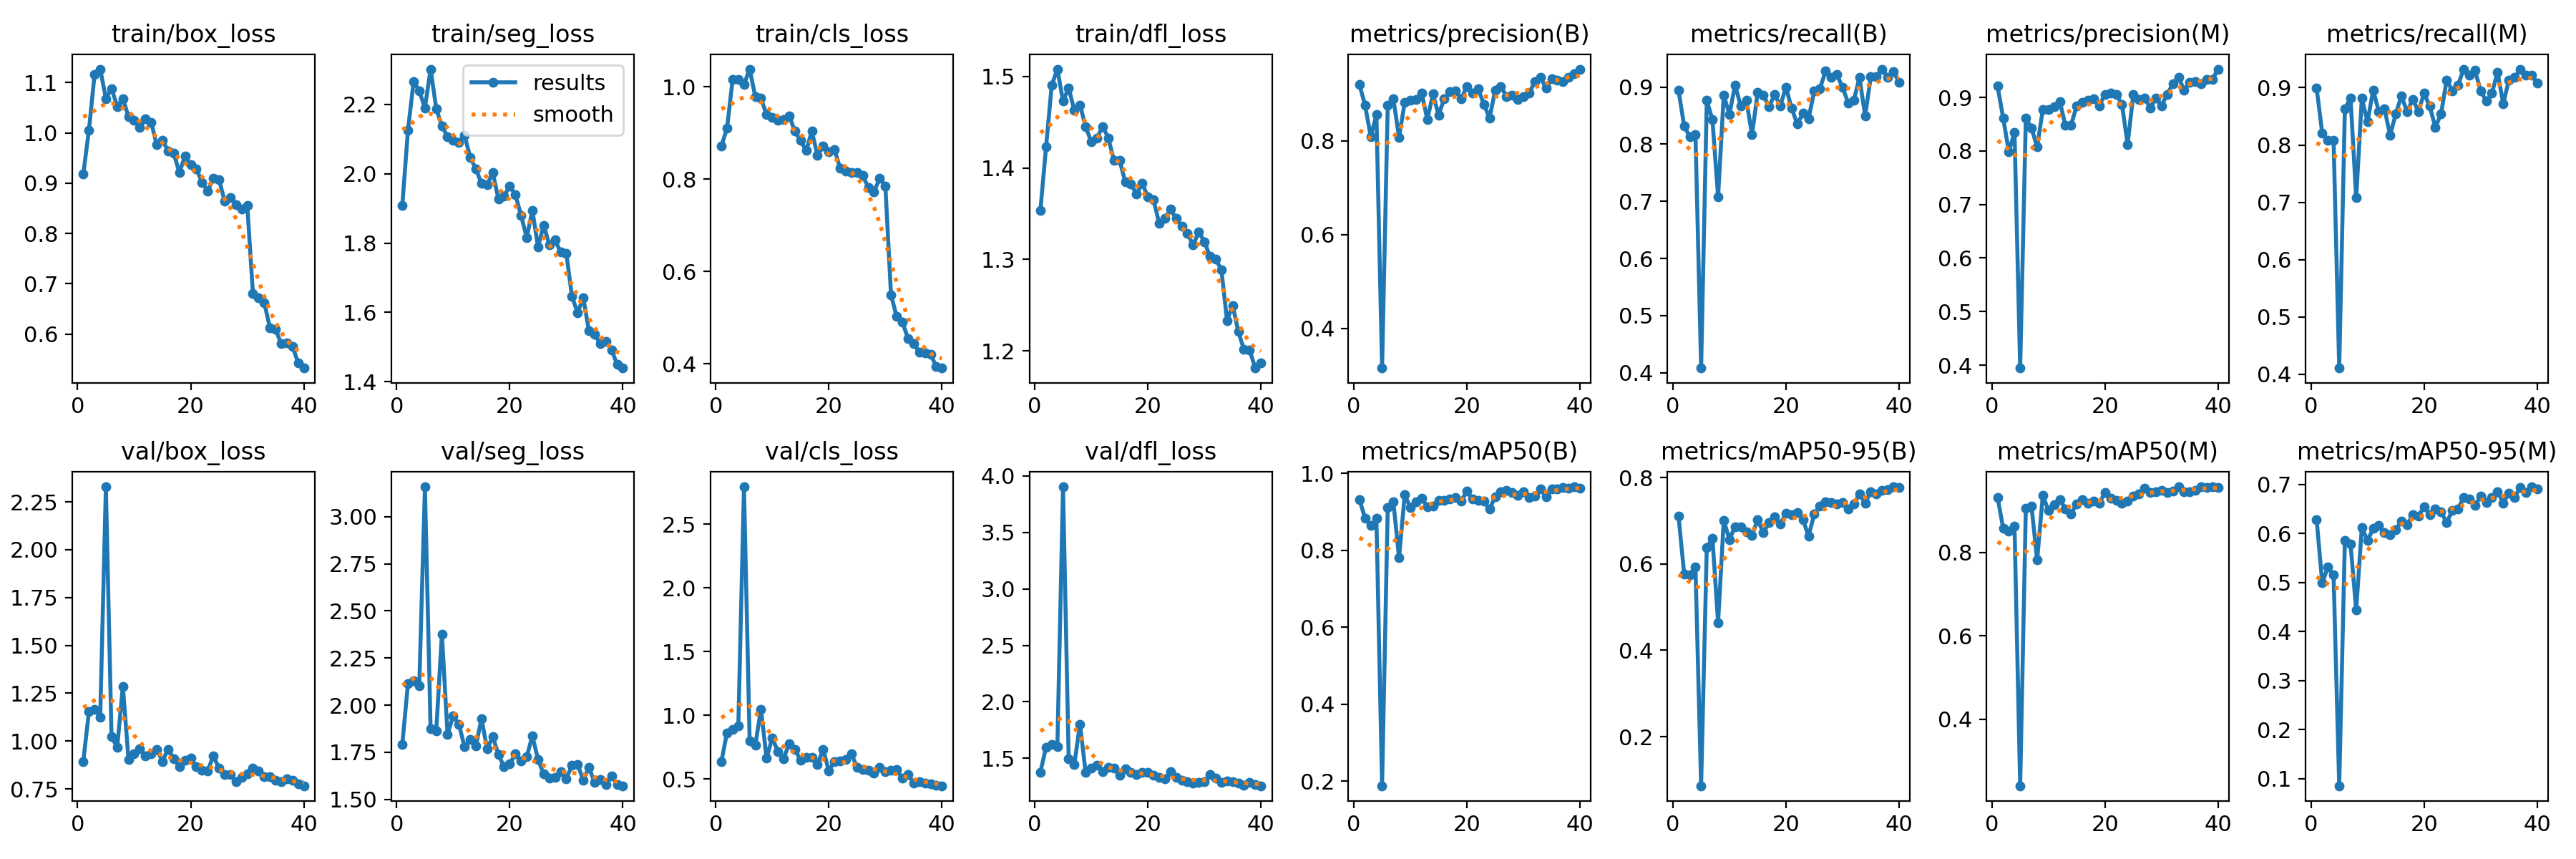 train/box_loss
train/seg_loss
train/cls_loss
train/dfl_loss
metrics/precision(B)
metrics/recall(B)
metrics/precision(M)
metrics/recall(M)
results
smooth
1.1
1.0
0.9
0.8
0.7
0.6
0 20 40
2.2
2.0
1.8
1.6
1.4
0 20 40
1.0
0.8
0.6
0.4
0 20 40
1.5
1.4
1.3
1.2
0 20 40
0.8
0.6
0.4
0 20 40
0.9
0.8
0.7
0.6
0.5
0.4
0 20 40
0.9
0.8
0.7
0.6
0.5
0.4
0 20 40
0.9
0.8
0.7
0.6
0.5
0.4
0 20 40
val/box_loss
val/seg_loss
val/cls_loss
val/dfl_loss
metrics/mAP50(B)
metrics/mAP50-95(B)
metrics/mAP50(M)
metrics/mAP50-95(M)
2.25
2.00
1.75
1.50
1.25
1.00
0.75
0 20 40
3.00
2.75
2.50
2.25
2.00
1.75
1.50
0 20 40
2.5
2.0
1.5
1.0
0.5
0 20 40
4.0
3.5
3.0
2.5
2.0
1.5
0 20 40
1.0
0.8
0.6
0.4
0.2
0 20 40
0.8
0.6
0.4
0.2
0 20 40
0.8
0.6
0.4
0 20 40
0.7
0.6
0.5
0.4
0.3
0.2
0.1
0 20 40